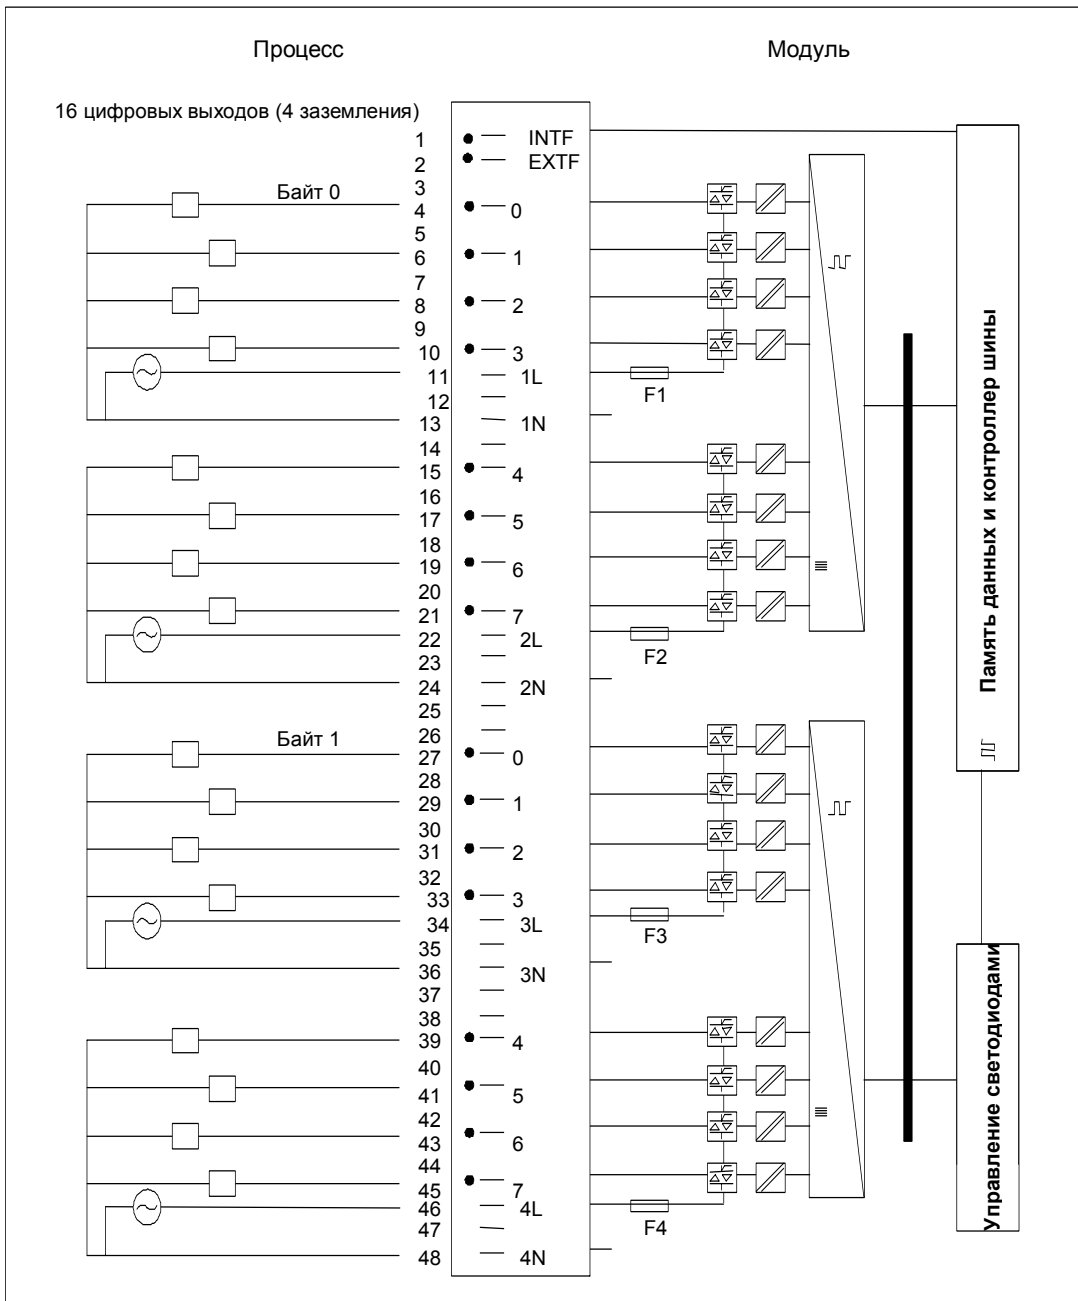 Процесс Модуль
16 цифровых выходов (4 заземления)
1 INTF
2 EXTF
3
Байт 0
4 0
5
6 1
7
8 2
9
10 3
11 1L
F1
12
13 1N
14
15 4
16
17 5
18
19 6
20
21 7
22 2L
F2
23
24 2N
25
26
Байт 1
27 0
28
29 1
30
31 2
32
33 3
34 3L
F3
35
36 3N
37
38
39 4
40
41 5
42
43 6
44
45 7
46 4L
F4
47
48 4N
Память данных и контроллер шины
Управление светодиодами